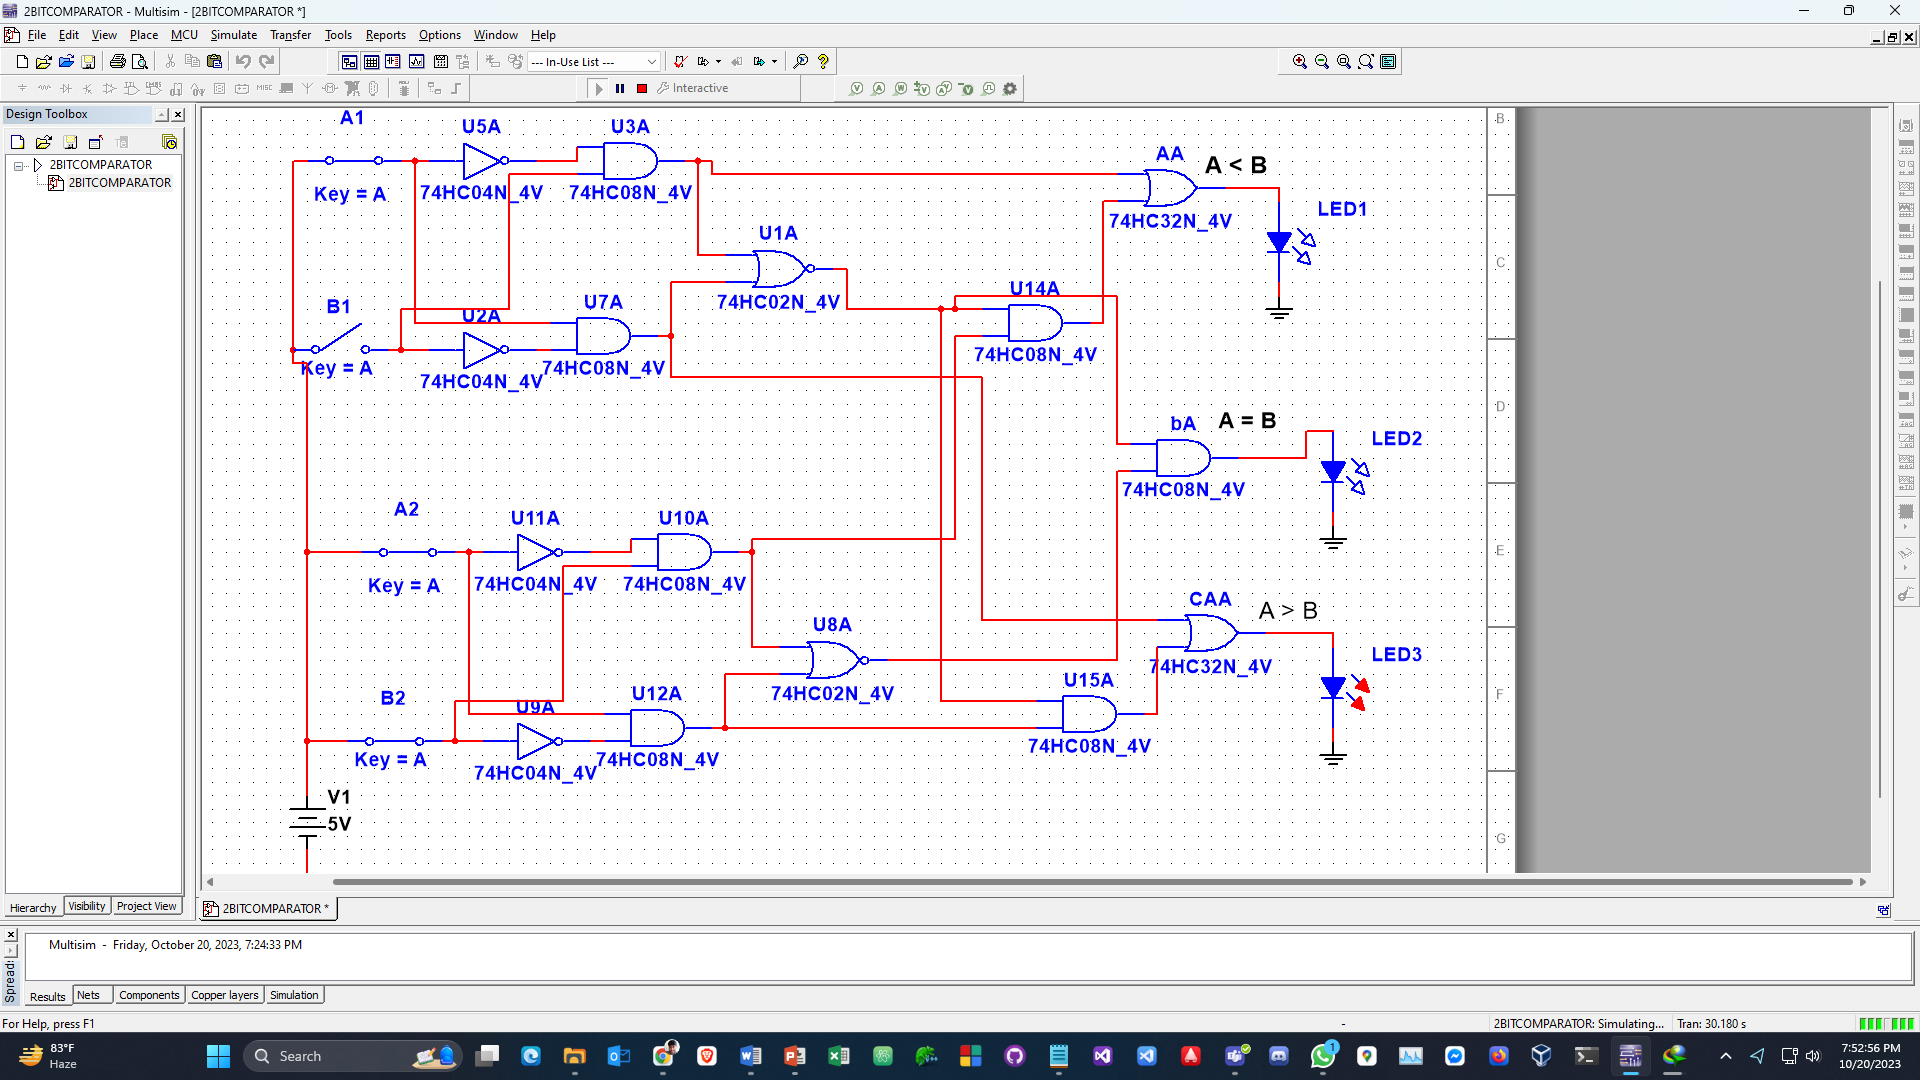 2BITCOMPARATOR - Multisim - [2BITCOMPARATOR *]
File Edit View Place MCU Simulate Transfer Tools Reports Options Window Help
--- In-Use List ---
MISC
Interactive
Design Toolbox
2BITCOMPARATOR
2BITCOMPARATOR
A1
U5A
U3A
B
AA
A < B
Key = A
74HC04N_4V
74HC08N_4V
LED1
74HC32N_4V
U1A
C
U14A
74HC02N_4V
B1
U7A
U2A
Key = A
74HC04N_4V
74HC08N_4V
74HC08N_4V
D
bA
A = B
LED2
74HC08N_4V
A2
U11A
U10A
E
Key = A
74HC04N_4V
74HC08N_4V
CAA
A > B
U8A
LED3
74HC32N_4V
U15A
B2
U12A
74HC02N_4V
F
U9A
74HC08N_4V
Key = A
74HC04N_4V
74HC08N_4V
V1
5V
G
Hierarchy Visibility Project View
2BITCOMPARATOR *
Multisim - Friday, October 20, 2023, 7:24:33 PM
Spread
Results Nets Components Copper layers Simulation
For Help, press F1
-
2BITCOMPARATOR: Simulating... Tran: 30.180 s
83°F
Haze
Search
1
7:52:56 PM
10/20/2023